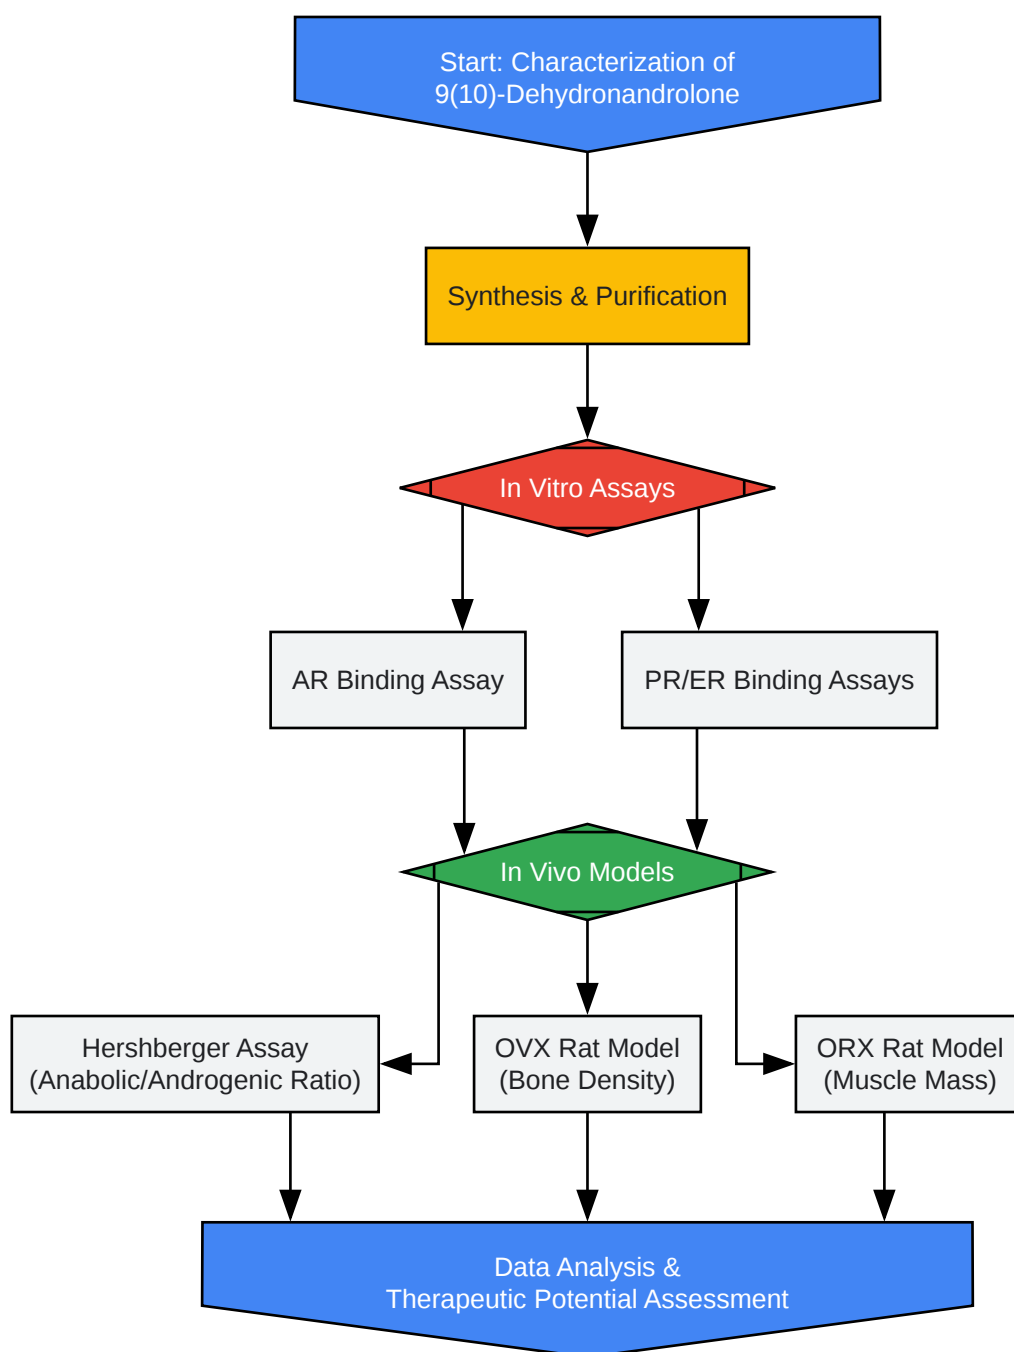 Start: Characterization of
9(10)-Dehydronandrolone
Synthesis & Purification
In Vitro Assays
AR Binding Assay
PR/ER Binding Assays
In Vivo Models
Hershberger Assay
(Anabolic/Androgenic Ratio)
OVX Rat Model
(Bone Density)
ORX Rat Model
(Muscle Mass)
Data Analysis &
Therapeutic Potential Assessment